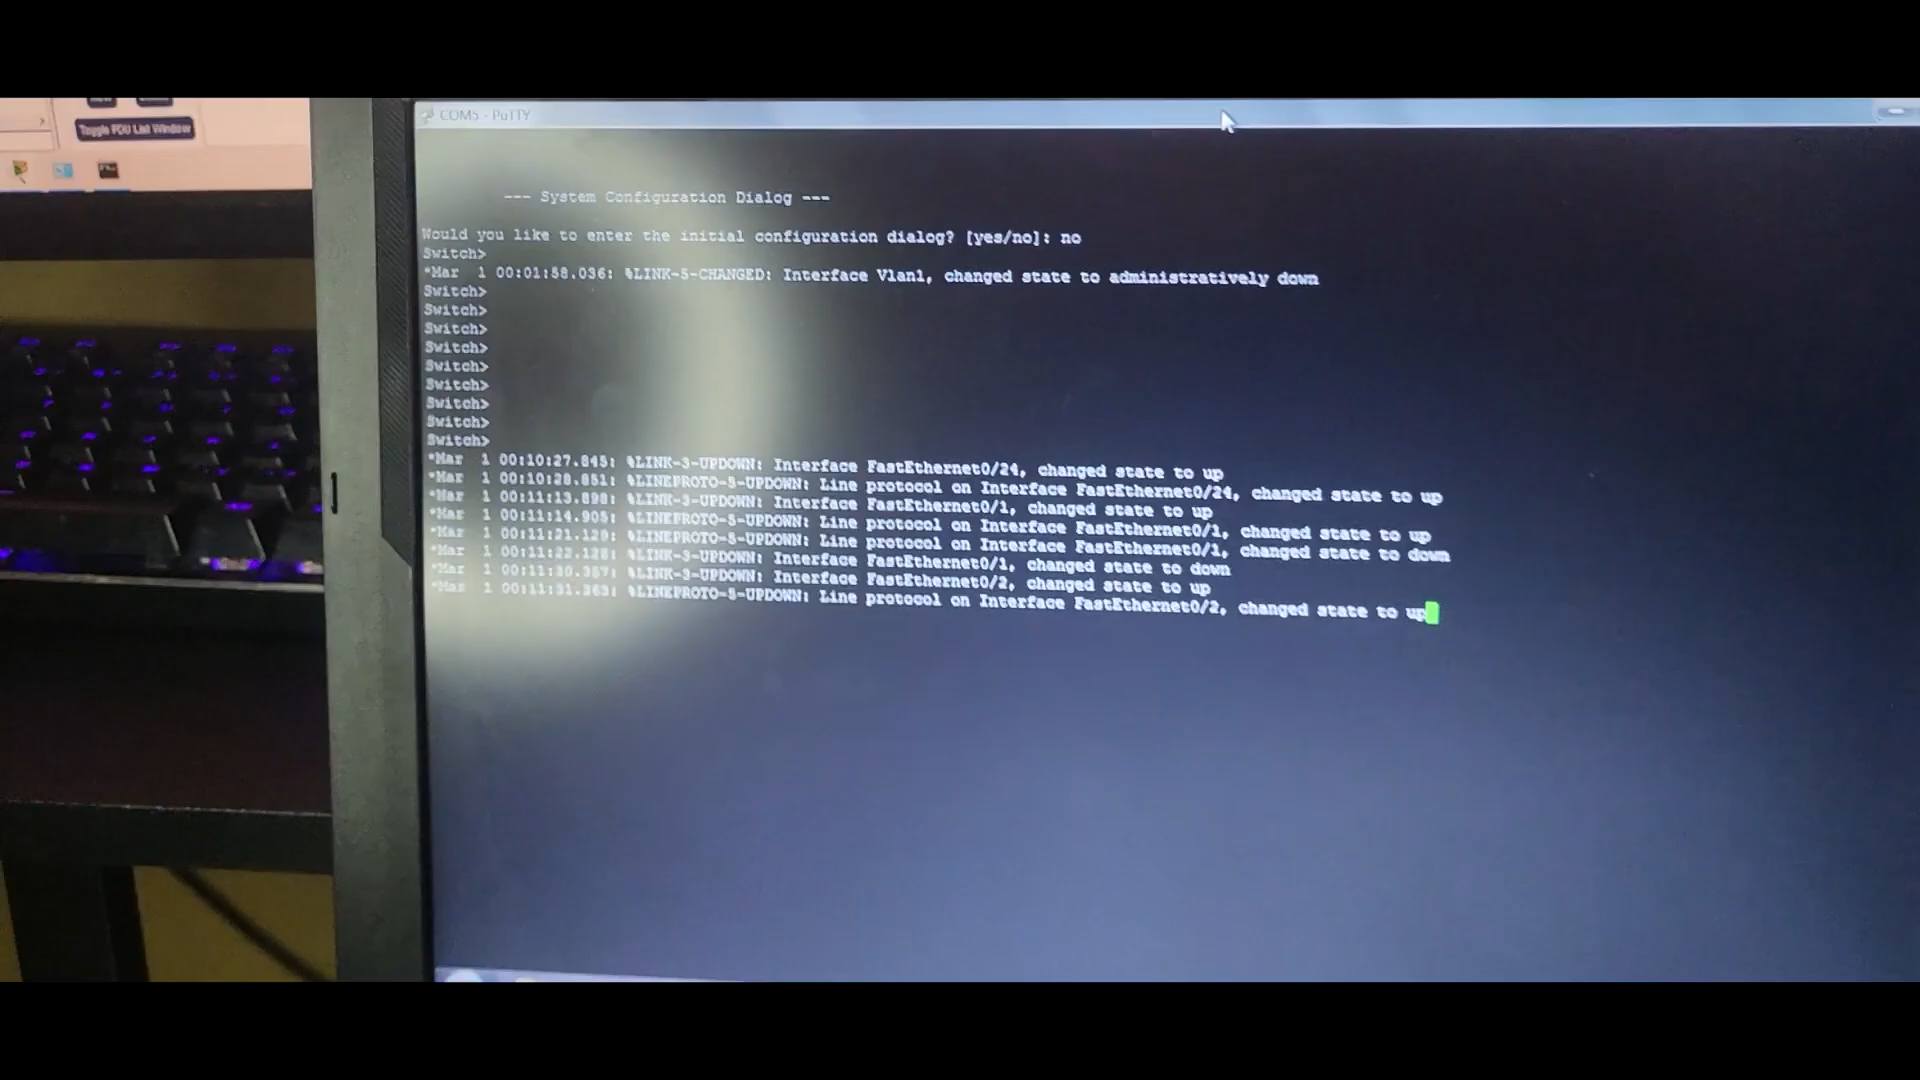 Toggle PDU List Window
COM5 - PuTTY
--- System Configuration Dialog ---
Would you like to enter the initial configuration dialog? [yes/no]: no
Switch>
*Mar  1 00:01:58.036: %LINK-5-CHANGED: Interface Vlan1, changed state to administratively down
Switch>
Switch>
Switch>
Switch>
Switch>
Switch>
Switch>
Switch>
Switch>
*Mar  1 00:10:27.845: %LINK-3-UPDOWN: Interface FastEthernet0/24, changed state to up
*Mar  1 00:10:28.851: %LINEPROTO-5-UPDOWN: Line protocol on Interface FastEthernet0/24, changed state to up
*Mar  1 00:11:13.898: %LINK-3-UPDOWN: Interface FastEthernet0/1, changed state to up
*Mar  1 00:11:14.905: %LINEPROTO-5-UPDOWN: Line protocol on Interface FastEthernet0/1, changed state to up
*Mar  1 00:11:21.128: %LINEPROTO-5-UPDOWN: Line protocol on Interface FastEthernet0/1, changed state to down
*Mar  1 00:11:22.128: %LINK-3-UPDOWN: Interface FastEthernet0/1, changed state to down
*Mar  1 00:11:30.357: %LINK-3-UPDOWN: Interface FastEthernet0/2, changed state to up
*Mar  1 00:11:31.363: %LINEPROTO-5-UPDOWN: Line protocol on Interface FastEthernet0/2, changed state to up